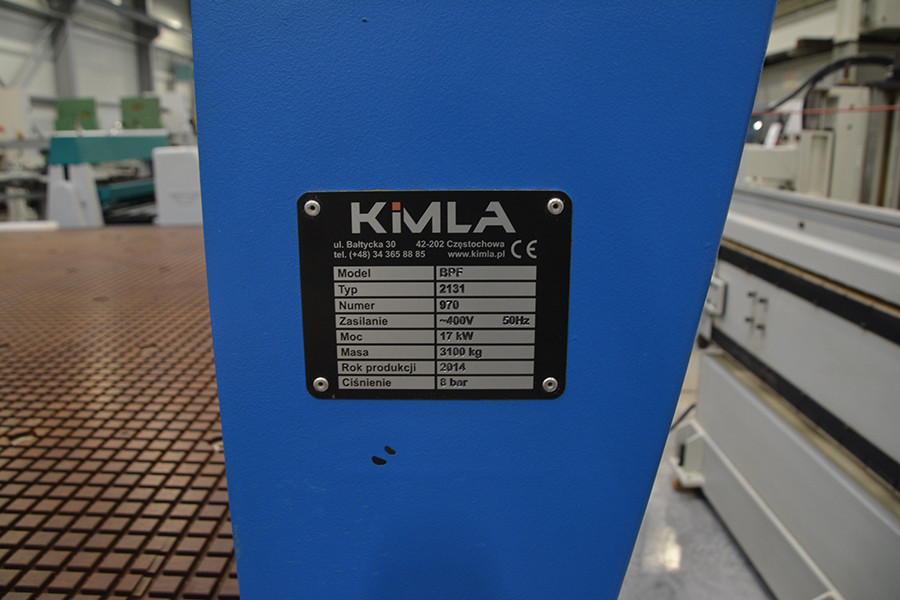 KiMLA
ul. Bałtycka 30 42-202 Częstochowa
tel. (+48) 34 365 88 85 www.kimla.pl CE
Model BPF
Typ 2131
Numer 970
Zasilanie ~400V 50Hz
Moc 17 kW
Masa 3100 kg
Rok produkcji 2014
Ciśnienie 8 bar